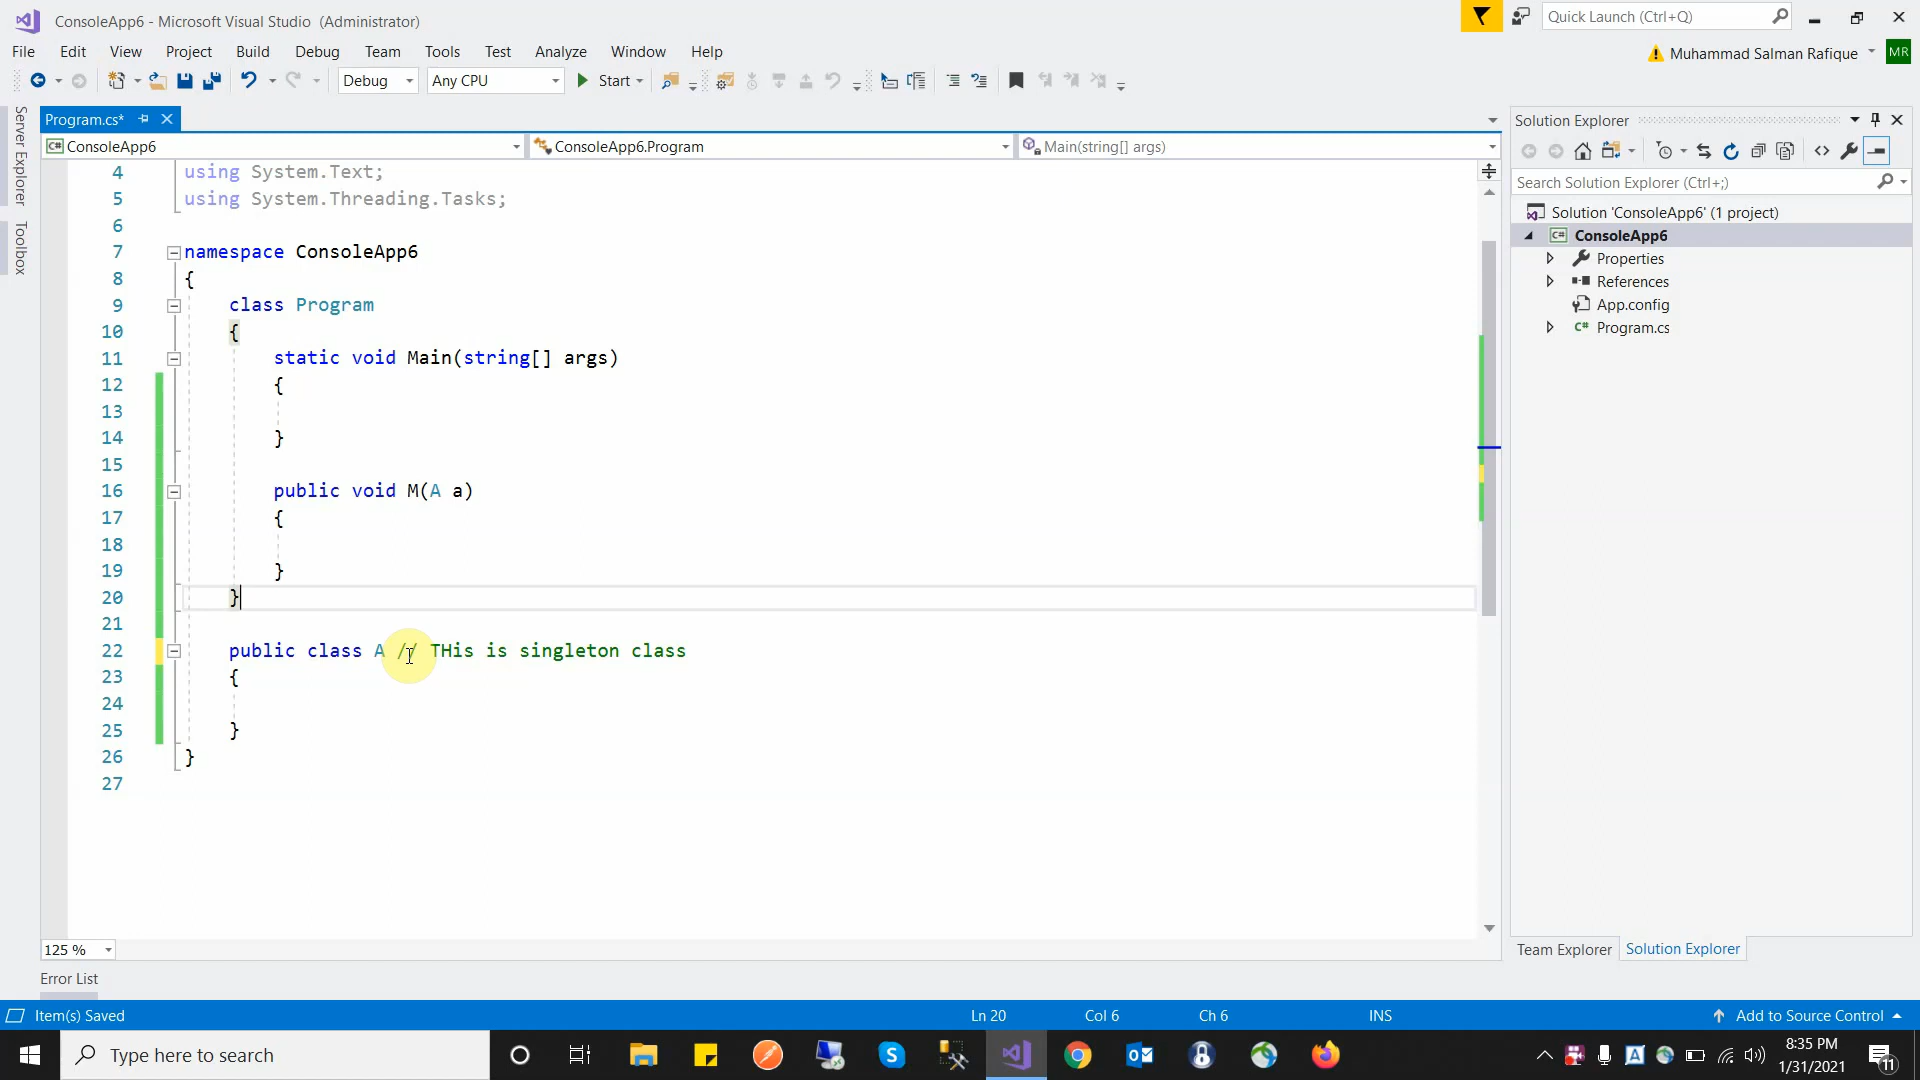 ConsoleApp6 - Microsoft Visual Studio (Administrator)
Quick Launch (Ctrl+Q)
File Edit View Project Build Debug Team Tools Test Analyze Window Help
Muhammad Salman Rafique MR
Debug Any CPU Start
Server Explorer
Toolbox
Program.cs*
ConsoleApp6 ConsoleApp6.Program Main(string[] args)
4 using System.Text;
5 using System.Threading.Tasks;
6
7 namespace ConsoleApp6
8 {
9 class Program
10 {
11 static void Main(string[] args)
12 {
13
14 }
15
16 public void M(A a)
17 {
18
19 }
20 }
21
22 public class A // THis is singleton class
23 {
24
25 }
26 }
27
125 %
Error List
Solution Explorer
Search Solution Explorer (Ctrl+;)
Solution 'ConsoleApp6' (1 project)
C# ConsoleApp6
Properties
References
App.config
C# Program.cs
Team Explorer Solution Explorer
Item(s) Saved Ln 20 Col 6 Ch 6 INS Add to Source Control
Type here to search
8:35 PM
1/31/2021
11